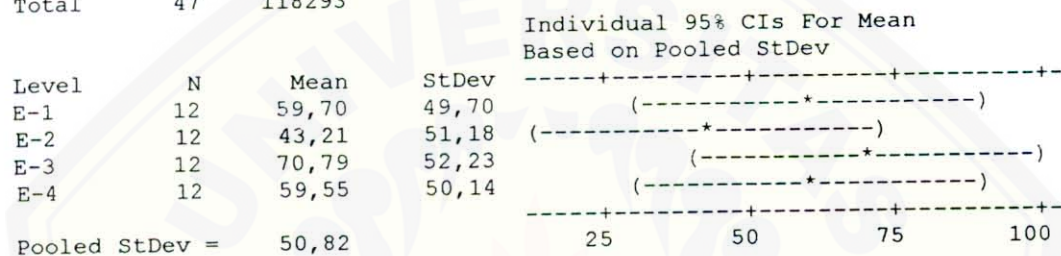 Total 47 118293
Individual 95% CIs For Mean
Based on Pooled StDev
Level N Mean StDev -----+---------+---------+---------+-
E-1 12 59,70 49,70 (-----------*-----------)
E-2 12 43,21 51,18 (-----------*-----------)
E-3 12 70,79 52,23 (-----------*-----------)
E-4 12 59,55 50,14 (-----------*-----------)
-----+---------+---------+---------+-
Pooled StDev = 50,82 25 50 75 100